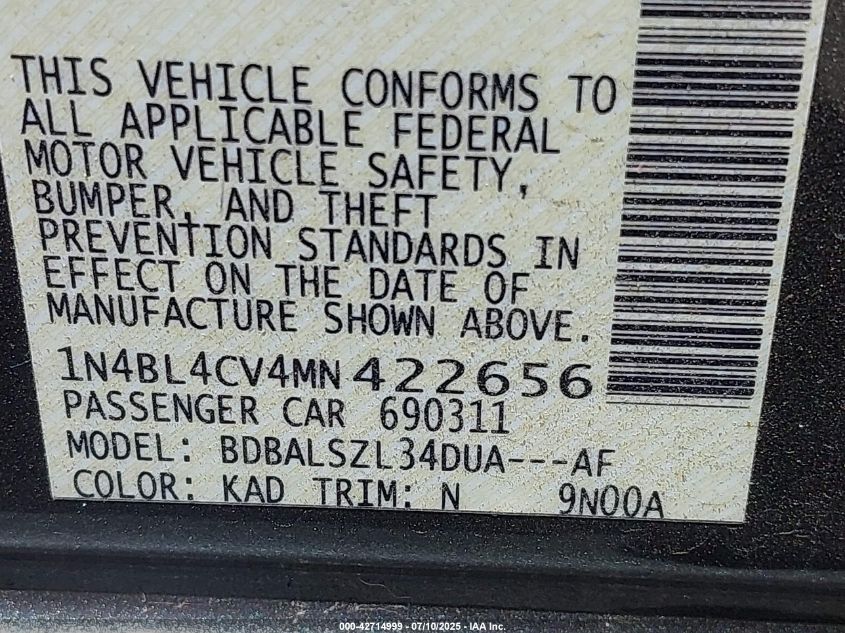 THIS VEHICLE CONFORMS TO
ALL APPLICABLE FEDERAL
MOTOR VEHICLE SAFETY,
BUMPER, AND THEFT
PREVENTION STANDARDS IN
EFFECT ON THE DATE OF
MANUFACTURE SHOWN ABOVE.
1N4BL4CV4MN422656
PASSENGER CAR 690311
MODEL: BDBALSZL34DUA---AF
COLOR: KAD TRIM: N 9N00A
000-42714999 - 07/10/2025 - IAA Inc.